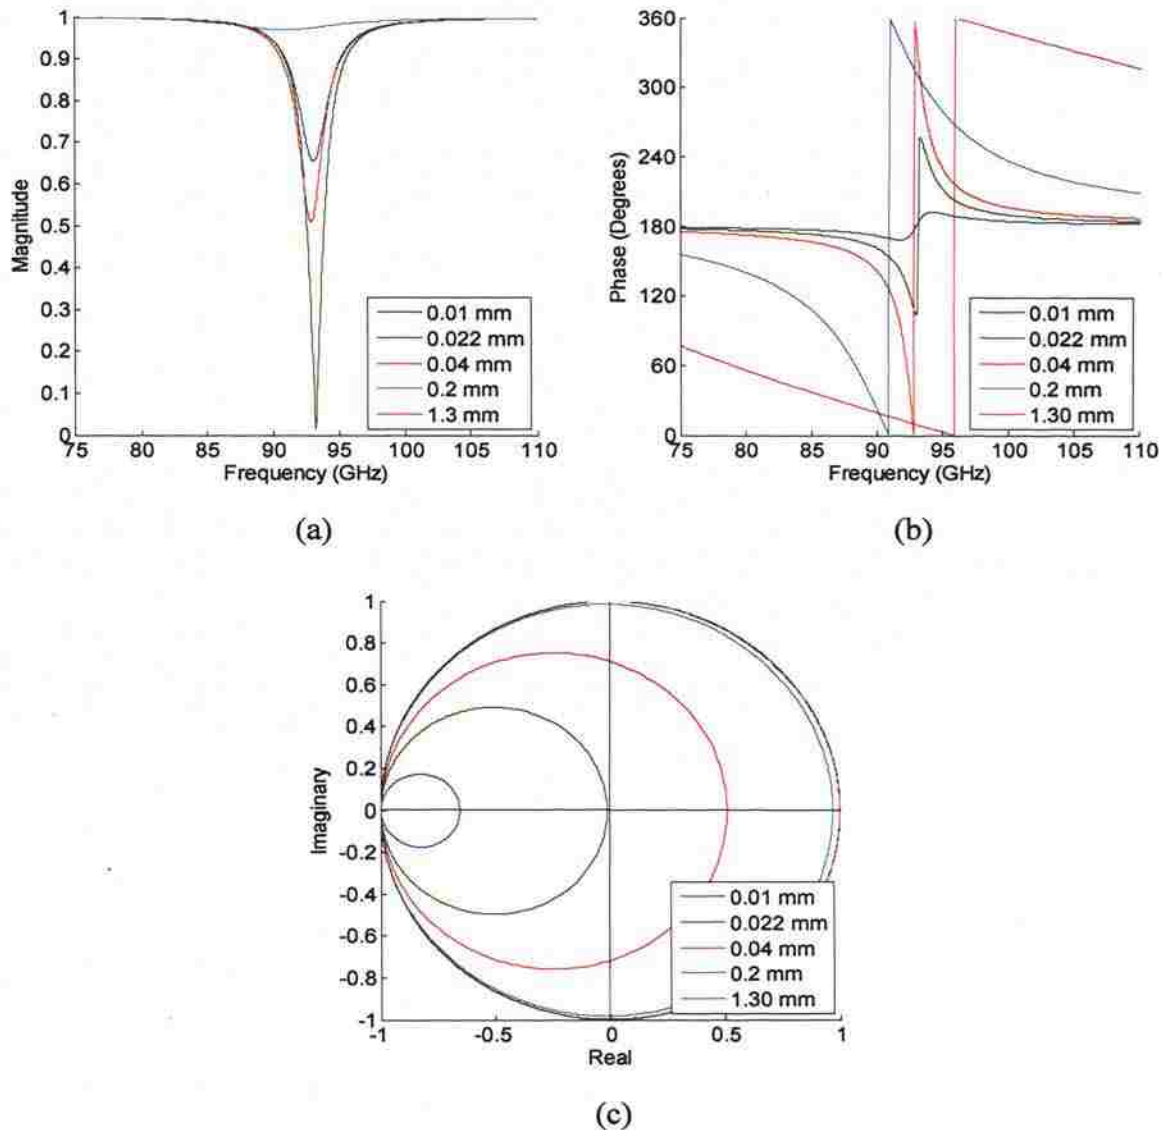 1
0.9
0.8
0.7
0.6
0.5
0.4
0.3
0.2
0.1
0
Magnitude
75 80 85 90 95 100 105 110
Frequency (GHz)
0.01 mm
0.022 mm
0.04 mm
0.2 mm
1.3 mm
(a)
360
300
240
180
120
60
0
Phase (Degrees)
75 80 85 90 95 100 105 110
Frequency (GHz)
0.01 mm
0.022 mm
0.04 mm
0.2 mm
1.30 mm
(b)
1
0.8
0.6
0.4
0.2
0
-0.2
-0.4
-0.6
-0.8
-1
Imaginary
-1 -0.5 0 0.5 1
Real
0.01 mm
0.022 mm
0.04 mm
0.2 mm
1.30 mm
(c)